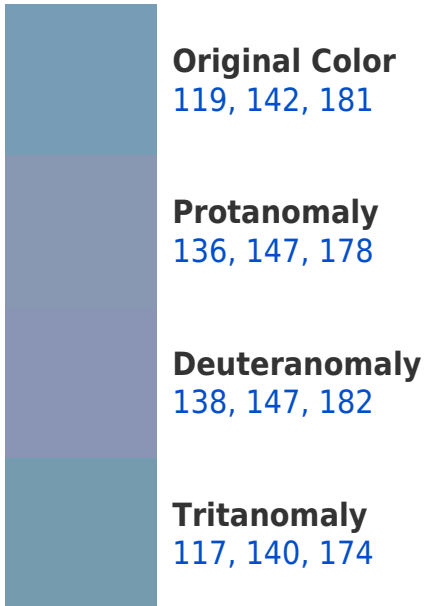 Original Color
119, 142, 181
Protanomaly
136, 147, 178
Deuteranomaly
138, 147, 182
Tritanomaly
117, 140, 174